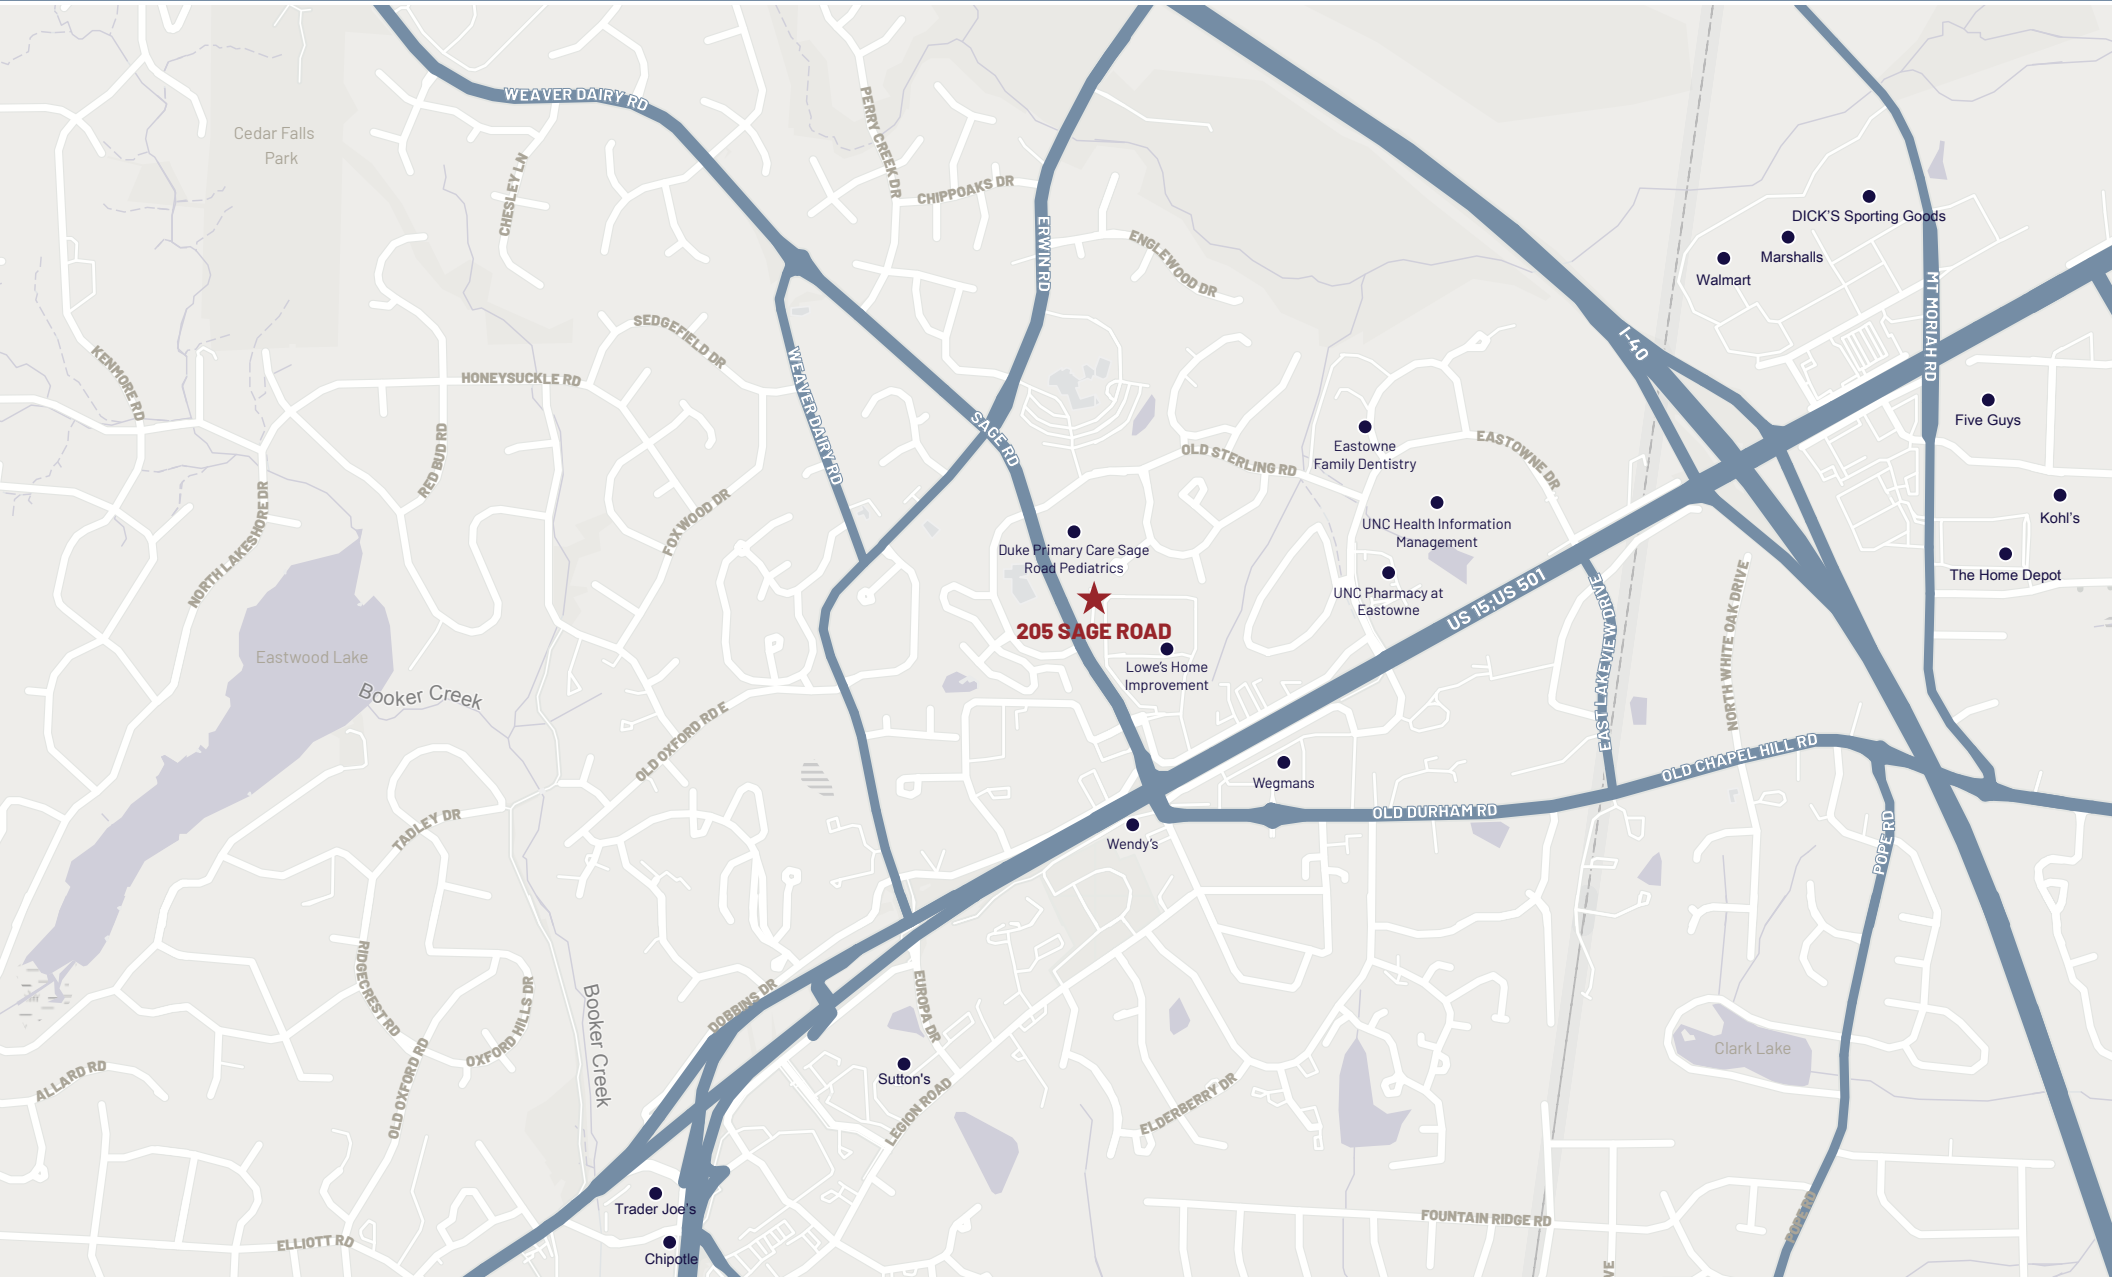 WEAVER DAIRY RD
PERRY CREEK DR
Cedar Falls
Park
CHESLEY LN
CHIPPOAKS DR
DICK'S Sporting Goods
ERWIN RD
ENGLEWOOD DR
Marshalls
Walmart
MT MORIAH RD
SEDGEFIELD DR
I-40
KENMORE RD
HONEYSUCKLE RD
WEAVER DAIRY RD
SAGE RD
Five Guys
RED BUD RD
OLD STERLING RD
Eastowne
Family Dentistry
EASTOWNE DR
NORTH LAKESHORE DR
FOXWOOD DR
UNC Health Information
Management
Kohl's
Duke Primary Care Sage
Road Pediatrics
The Home Depot
UNC Pharmacy at
Eastowne
US 15;US 501
EAST LAKEVIEW DRIVE
NORTH WHITE OAK DRIVE
205 SAGE ROAD
Eastwood Lake
Lowe's Home
Improvement
Booker Creek
OLD OXFORD RD E
OLD CHAPEL HILL RD
Wegmans
OLD DURHAM RD
TADLEY DR
Wendy's
POPE RD
RIDGECREST RD
OXFORD HILLS DR
DOBBINS DR
EUROPA DR
Booker Creek
Clark Lake
ALLARD RD
OLD OXFORD RD
Sutton's
LEGION ROAD
ELDERBERRY DR
Trader Joe's
FOUNTAIN RIDGE RD
POPE RD
ELLIOTT RD
Chipotle
VE